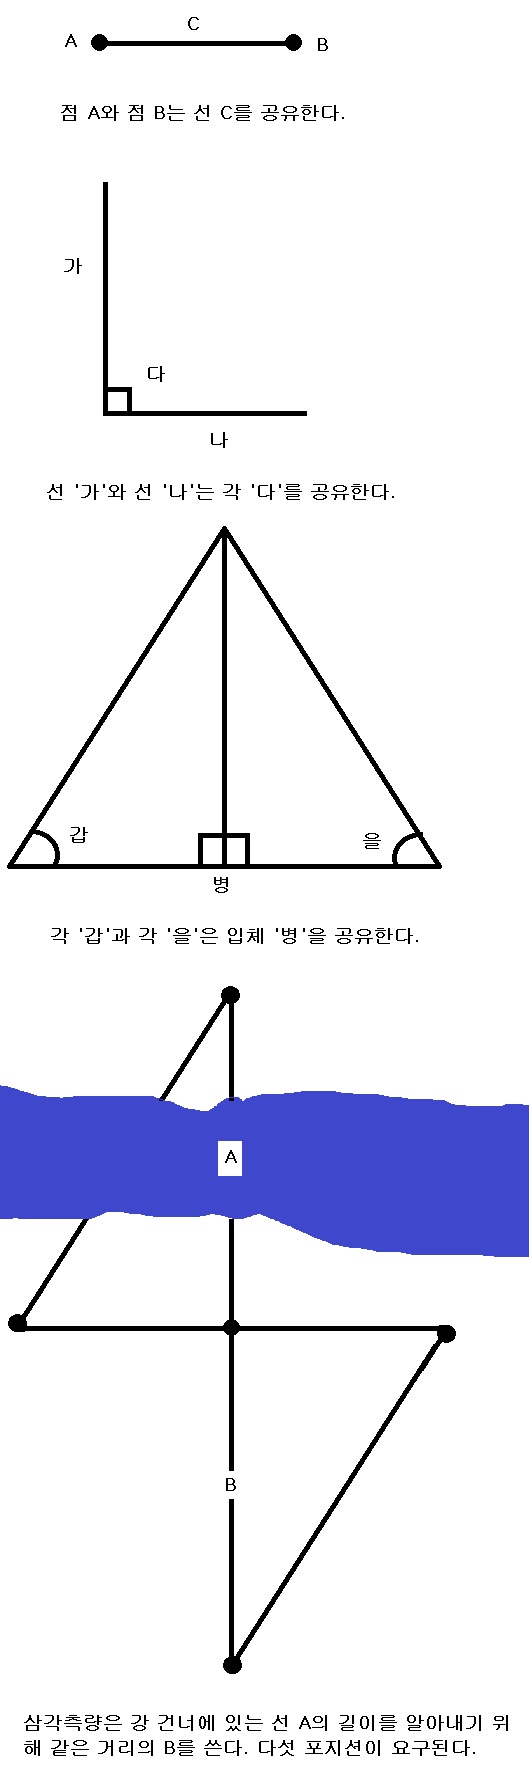 C
A
B
점 A와 점 B는 선 C를 공유한다.
가
다
나
선 '가'와 선 '나'는 각 '다'를 공유한다.
갑
을
병
각 '갑'과 각 '을'은 입체 '병'을 공유한다.
A
B
삼각측량은 강 건너에 있는 선 A의 길이를 알아내기 위
해 같은 거리의 B를 쓴다. 다섯 포지션이 요구된다.